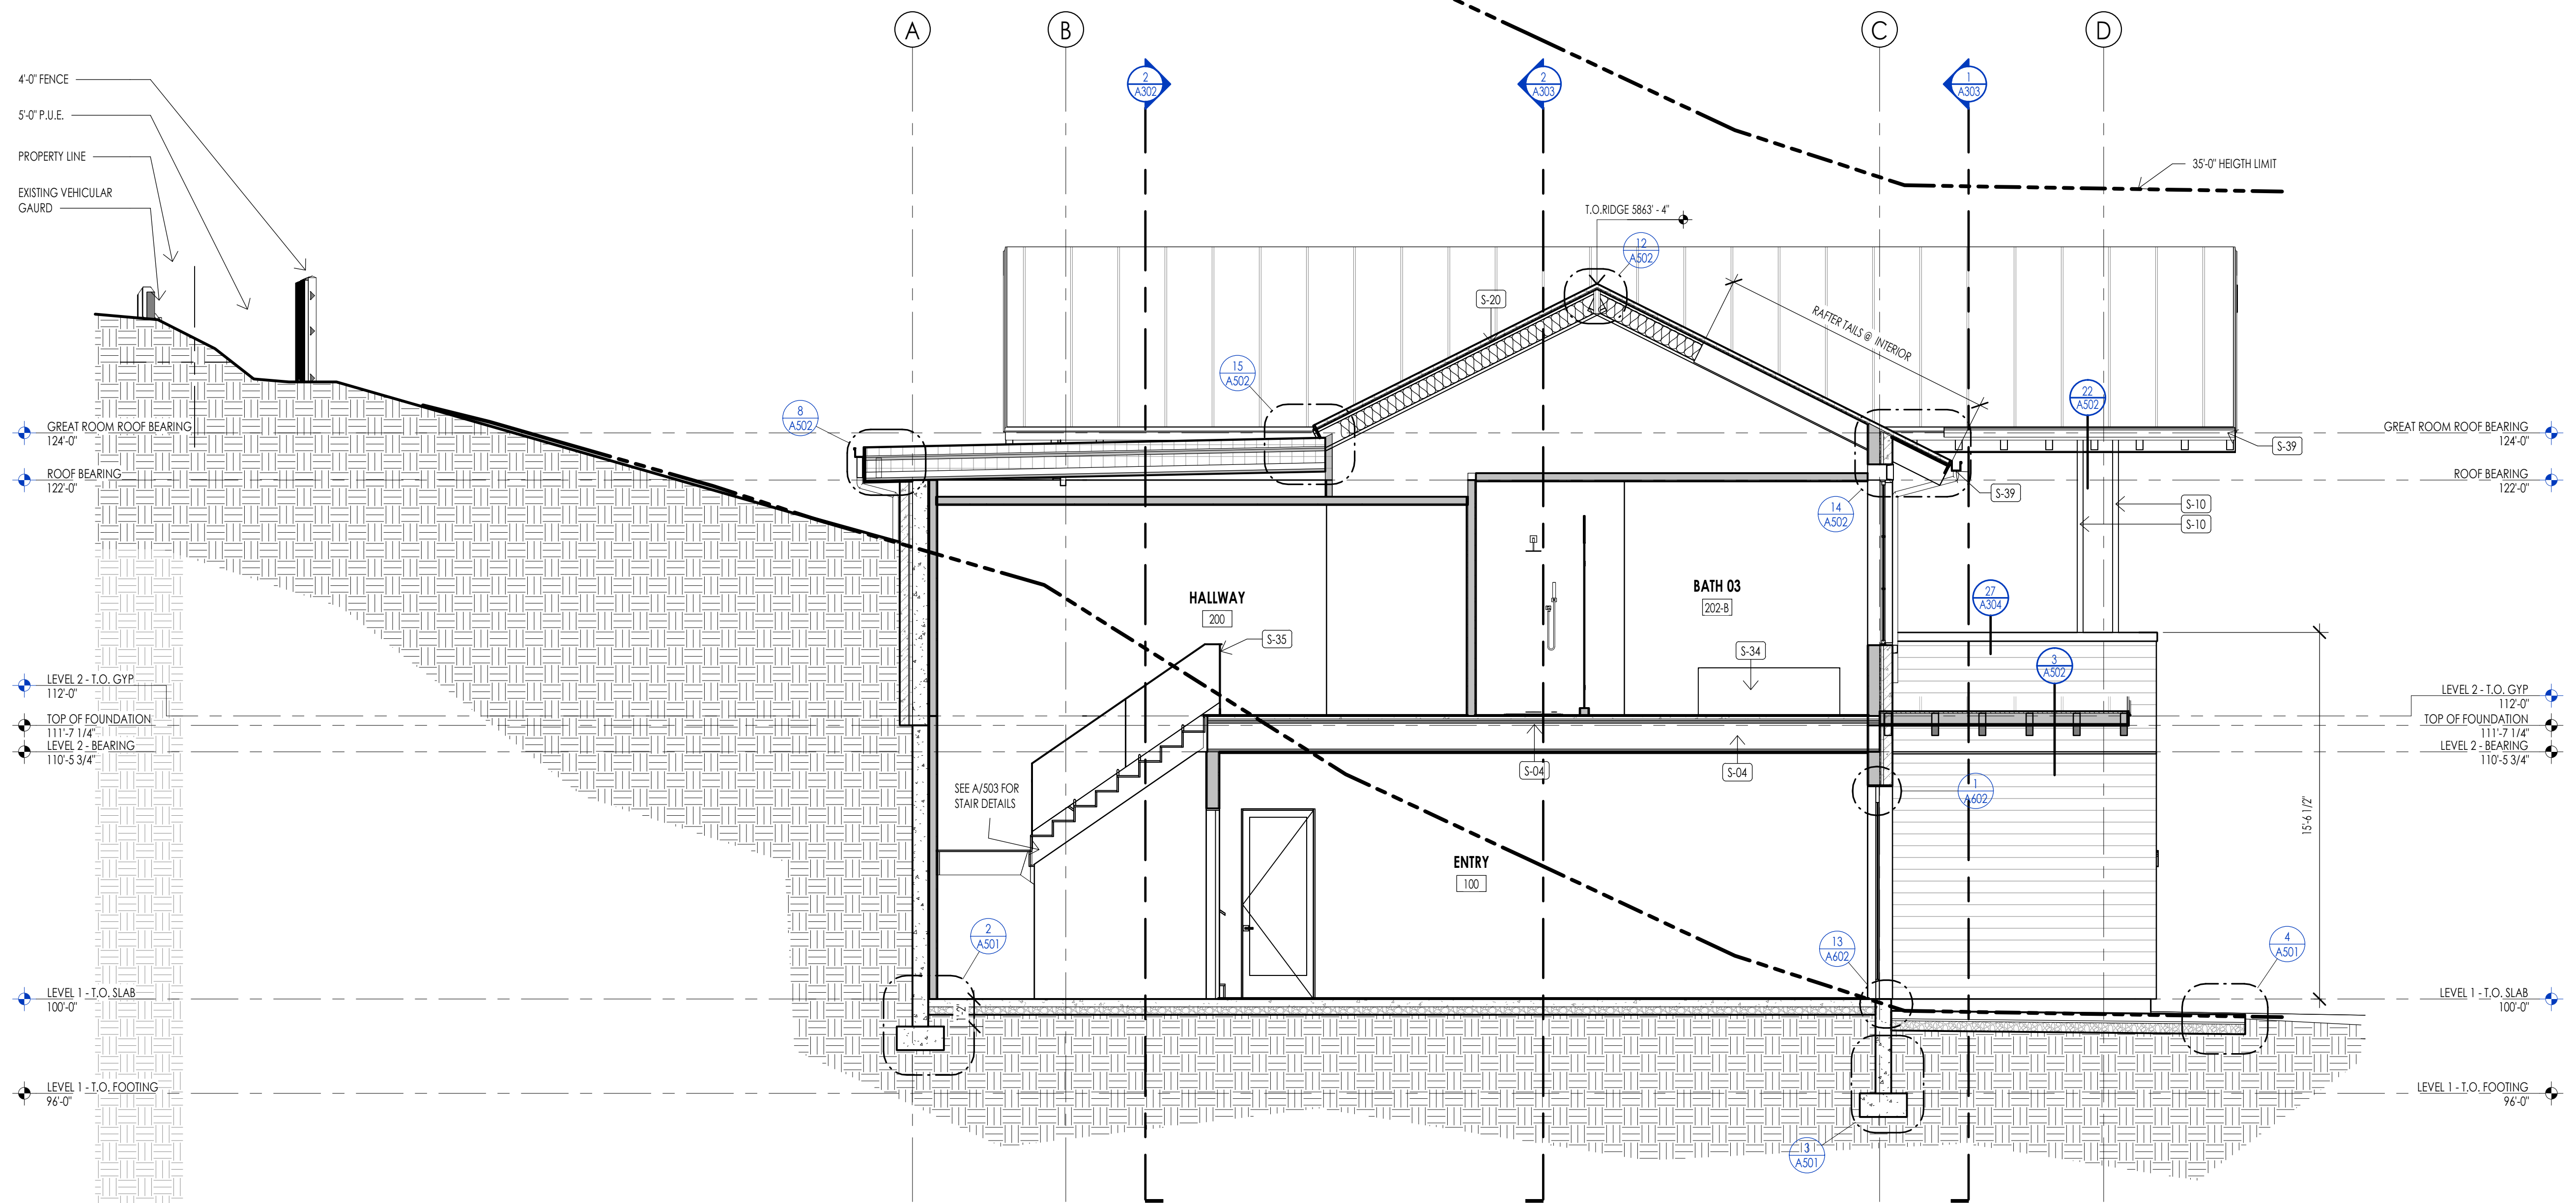 A
B
C
D
2
A302
2
A303
1
A303
4'-0" FENCE
5'-0" P.U.E.
PROPERTY LINE
EXISTING VEHICULAR
GAURD
35'-0" HEIGTH LIMIT
T.O.RIDGE 5863' - 4"
12
A502
S-20
RAFTER TAILS @ INTERIOR
15
A502
8
A502
22
A502
GREAT ROOM ROOF BEARING
124'-0"
GREAT ROOM ROOF BEARING
124'-0"
S-39
ROOF BEARING
122'-0"
ROOF BEARING
122'-0"
S-39
14
A502
S-10
S-10
HALLWAY
200
BATH 03
202-B
27
A304
S-35
S-34
3
A502
LEVEL 2 - T.O. GYP
112'-0"
LEVEL 2 - T.O. GYP
112'-0"
TOP OF FOUNDATION
111'-7 1/4"
TOP OF FOUNDATION
111'-7 1/4"
LEVEL 2 - BEARING
110'-5 3/4"
LEVEL 2 - BEARING
110'-5 3/4"
S-04
S-04
SEE A/503 FOR
STAIR DETAILS
1
A602
15'-6 1/2"
ENTRY
100
2
A501
13
A602
4
A501
LEVEL 1 - T.O. SLAB
100'-0"
LEVEL 1 - T.O. SLAB
100'-0"
1'-2"
LEVEL 1 - T.O. FOOTING
96'-0"
LEVEL 1 - T.O. FOOTING
96'-0"
13
A501